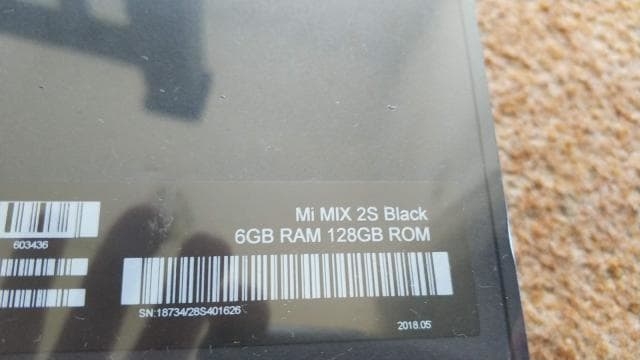 Mi MIX 2S Black
6GB RAM 128GB ROM
603436
SN:18734/28S401626
2018.05